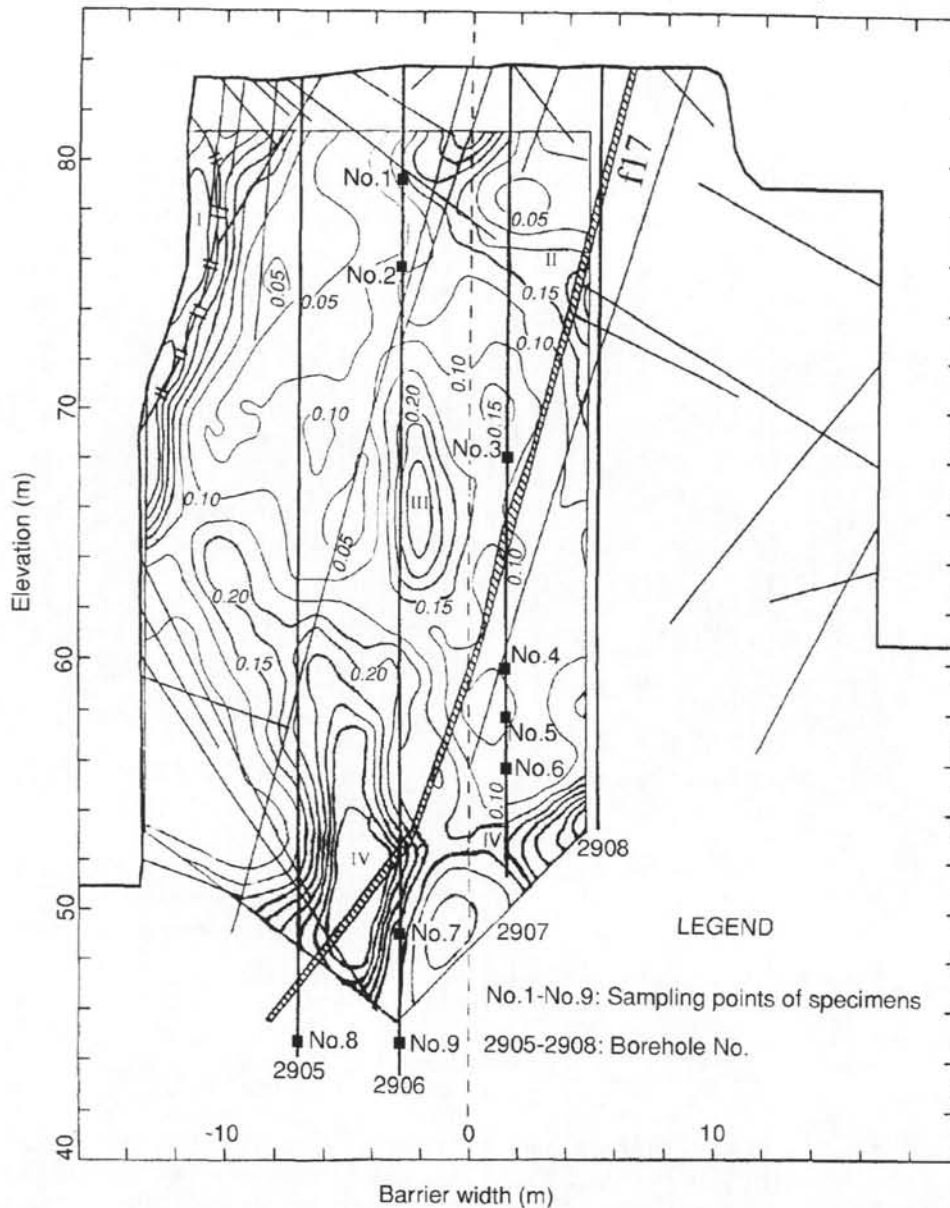 80
70
60
50
40
Elevation (m)
-10
0
10
Barrier width (m)
f17
I
No.1
0.05
II
No.2
0.05
0.05
0.15
0.10
0.10
0.20
0.10
0.15
No.3
III
0.10
0.05
0.10
0.15
0.20
No.4
0.15
0.20
No.5
No.6
0.10
IV
IV
2908
No.7
2907
LEGEND
No.1-No.9: Sampling points of specimens
No.8
No.9
2905-2908: Borehole No.
2905
2906